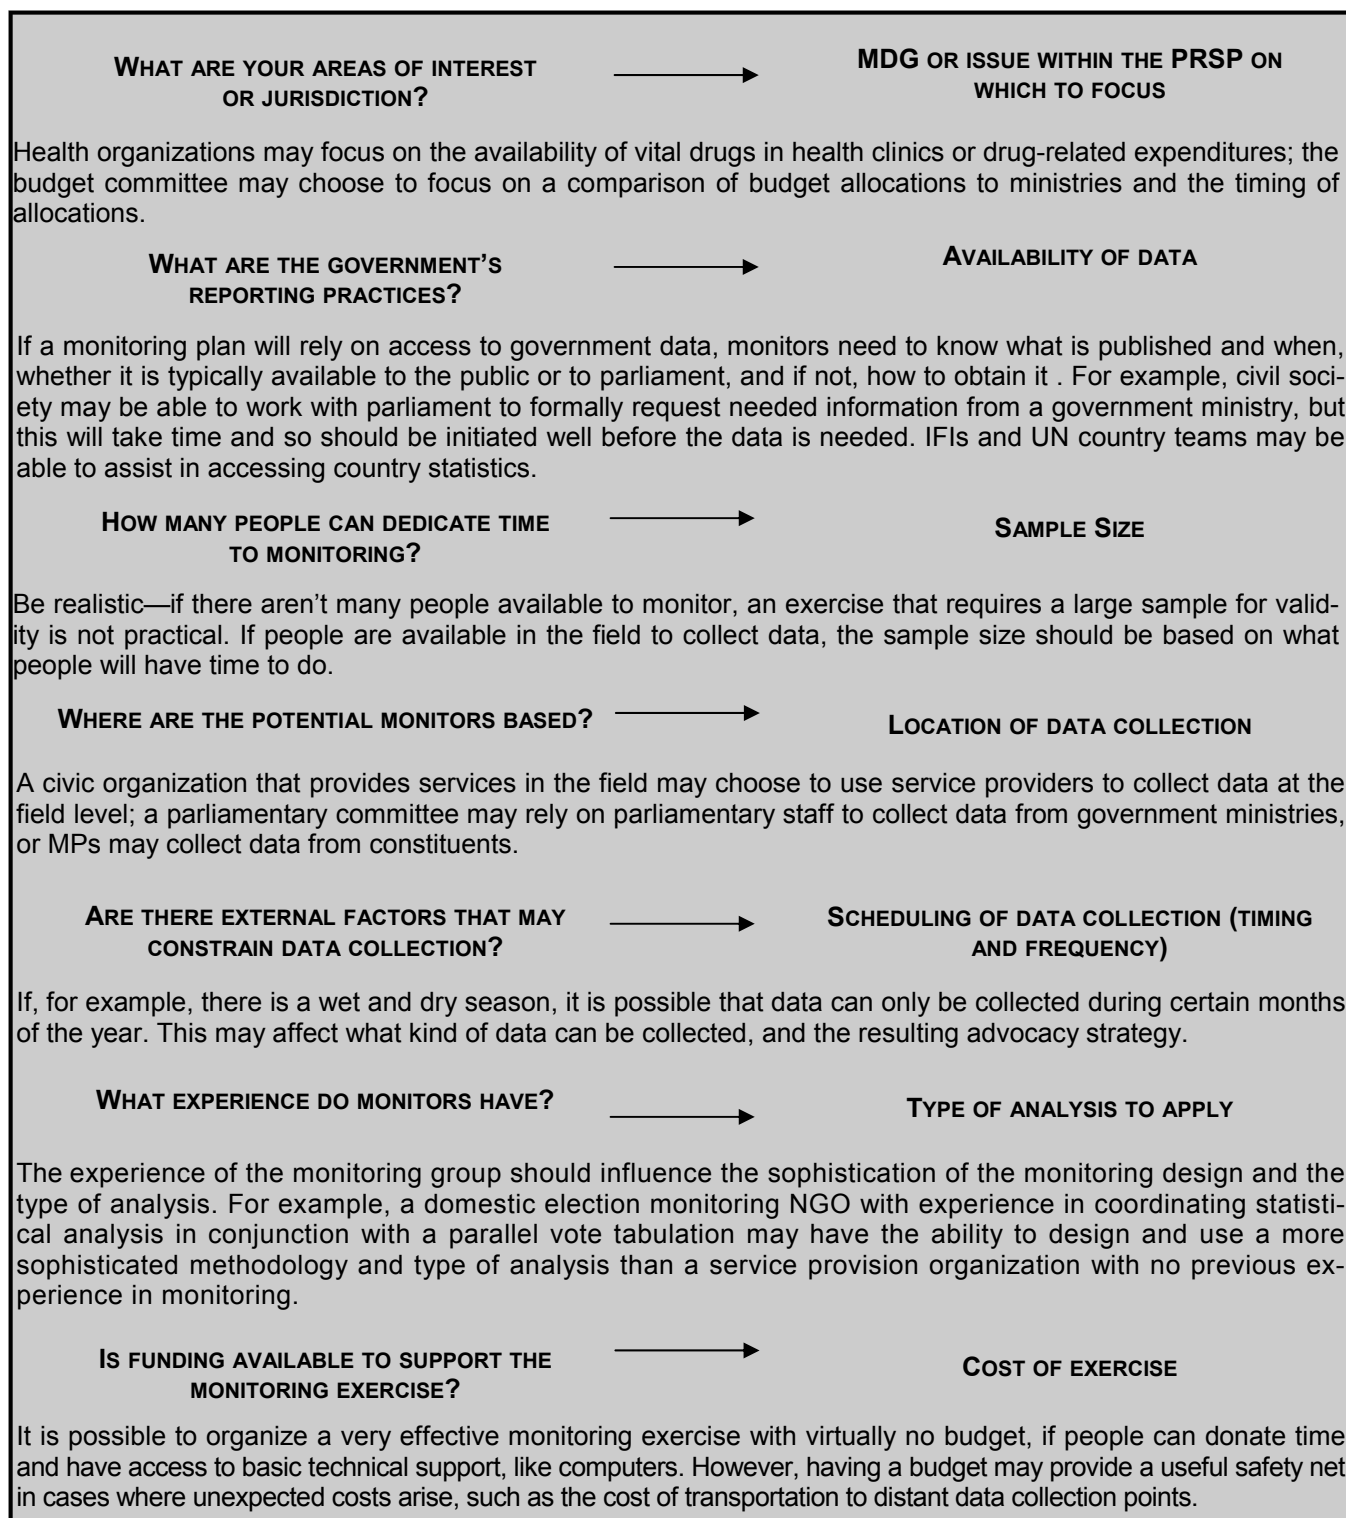 WHAT ARE YOUR AREAS OF INTEREST
OR JURISDICTION?
MDG OR ISSUE WITHIN THE PRSP ON
WHICH TO FOCUS
Health organizations may focus on the availability of vital drugs in health clinics or drug-related expenditures; the
budget committee may choose to focus on a comparison of budget allocations to ministries and the timing of
allocations.
WHAT ARE THE GOVERNMENT’S
REPORTING PRACTICES?
AVAILABILITY OF DATA
If a monitoring plan will rely on access to government data, monitors need to know what is published and when,
whether it is typically available to the public or to parliament, and if not, how to obtain it . For example, civil soci-
ety may be able to work with parliament to formally request needed information from a government ministry, but
this will take time and so should be initiated well before the data is needed. IFIs and UN country teams may be
able to assist in accessing country statistics.
HOW MANY PEOPLE CAN DEDICATE TIME
TO MONITORING?
SAMPLE SIZE
Be realistic—if there aren’t many people available to monitor, an exercise that requires a large sample for valid-
ity is not practical. If people are available in the field to collect data, the sample size should be based on what
people will have time to do.
WHERE ARE THE POTENTIAL MONITORS BASED?
LOCATION OF DATA COLLECTION
A civic organization that provides services in the field may choose to use service providers to collect data at the
field level; a parliamentary committee may rely on parliamentary staff to collect data from government ministries,
or MPs may collect data from constituents.
ARE THERE EXTERNAL FACTORS THAT MAY
CONSTRAIN DATA COLLECTION?
SCHEDULING OF DATA COLLECTION (TIMING
AND FREQUENCY)
If, for example, there is a wet and dry season, it is possible that data can only be collected during certain months
of the year. This may affect what kind of data can be collected, and the resulting advocacy strategy.
WHAT EXPERIENCE DO MONITORS HAVE?
TYPE OF ANALYSIS TO APPLY
The experience of the monitoring group should influence the sophistication of the monitoring design and the
type of analysis. For example, a domestic election monitoring NGO with experience in coordinating statisti-
cal analysis in conjunction with a parallel vote tabulation may have the ability to design and use a more
sophisticated methodology and type of analysis than a service provision organization with no previous ex-
perience in monitoring.
IS FUNDING AVAILABLE TO SUPPORT THE
MONITORING EXERCISE?
COST OF EXERCISE
It is possible to organize a very effective monitoring exercise with virtually no budget, if people can donate time
and have access to basic technical support, like computers. However, having a budget may provide a useful safety net
in cases where unexpected costs arise, such as the cost of transportation to distant data collection points.